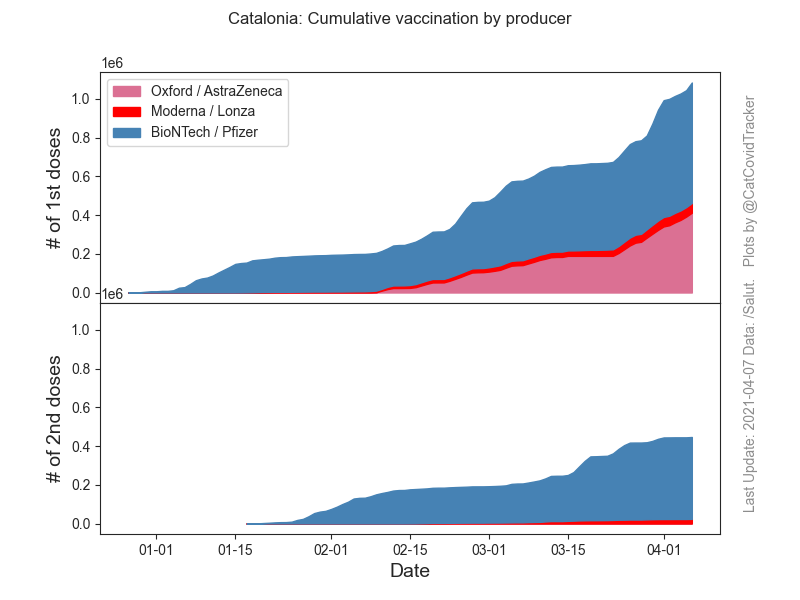 Catalonia: Cumulative vaccination by producer
1e6
Oxford / AstraZeneca
Moderna / Lonza
BioNTech / Pfizer
1.0
0.8
0.6
0.4
0.2
0.0
# of 1st doses
1e6
1.0
0.8
0.6
0.4
0.2
0.0
# of 2nd doses
01-01 01-15 02-01 02-15 03-01 03-15 04-01
Date
Last Update: 2021-04-07 Data: /Salut. Plots by @CatCovidTracker